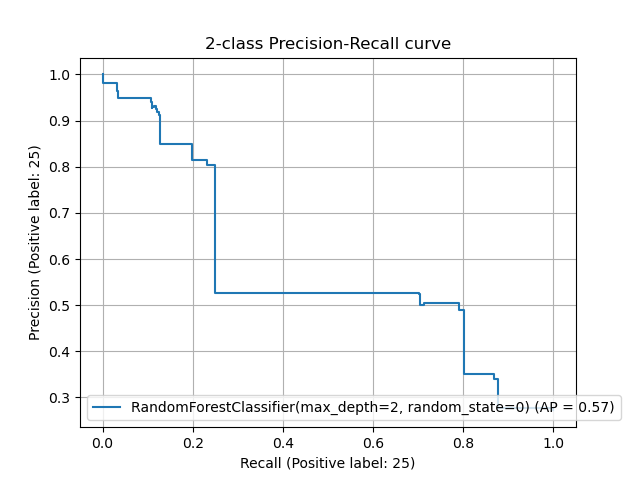 2-class Precision-Recall curve
Precision (Positive label: 25)
1.0
0.9
0.8
0.7
0.6
0.5
0.4
0.3
RandomForestClassifier(max_depth=2, random_state=0) (AP = 0.57)
0.0 0.2 0.4 0.6 0.8 1.0
Recall (Positive label: 25)